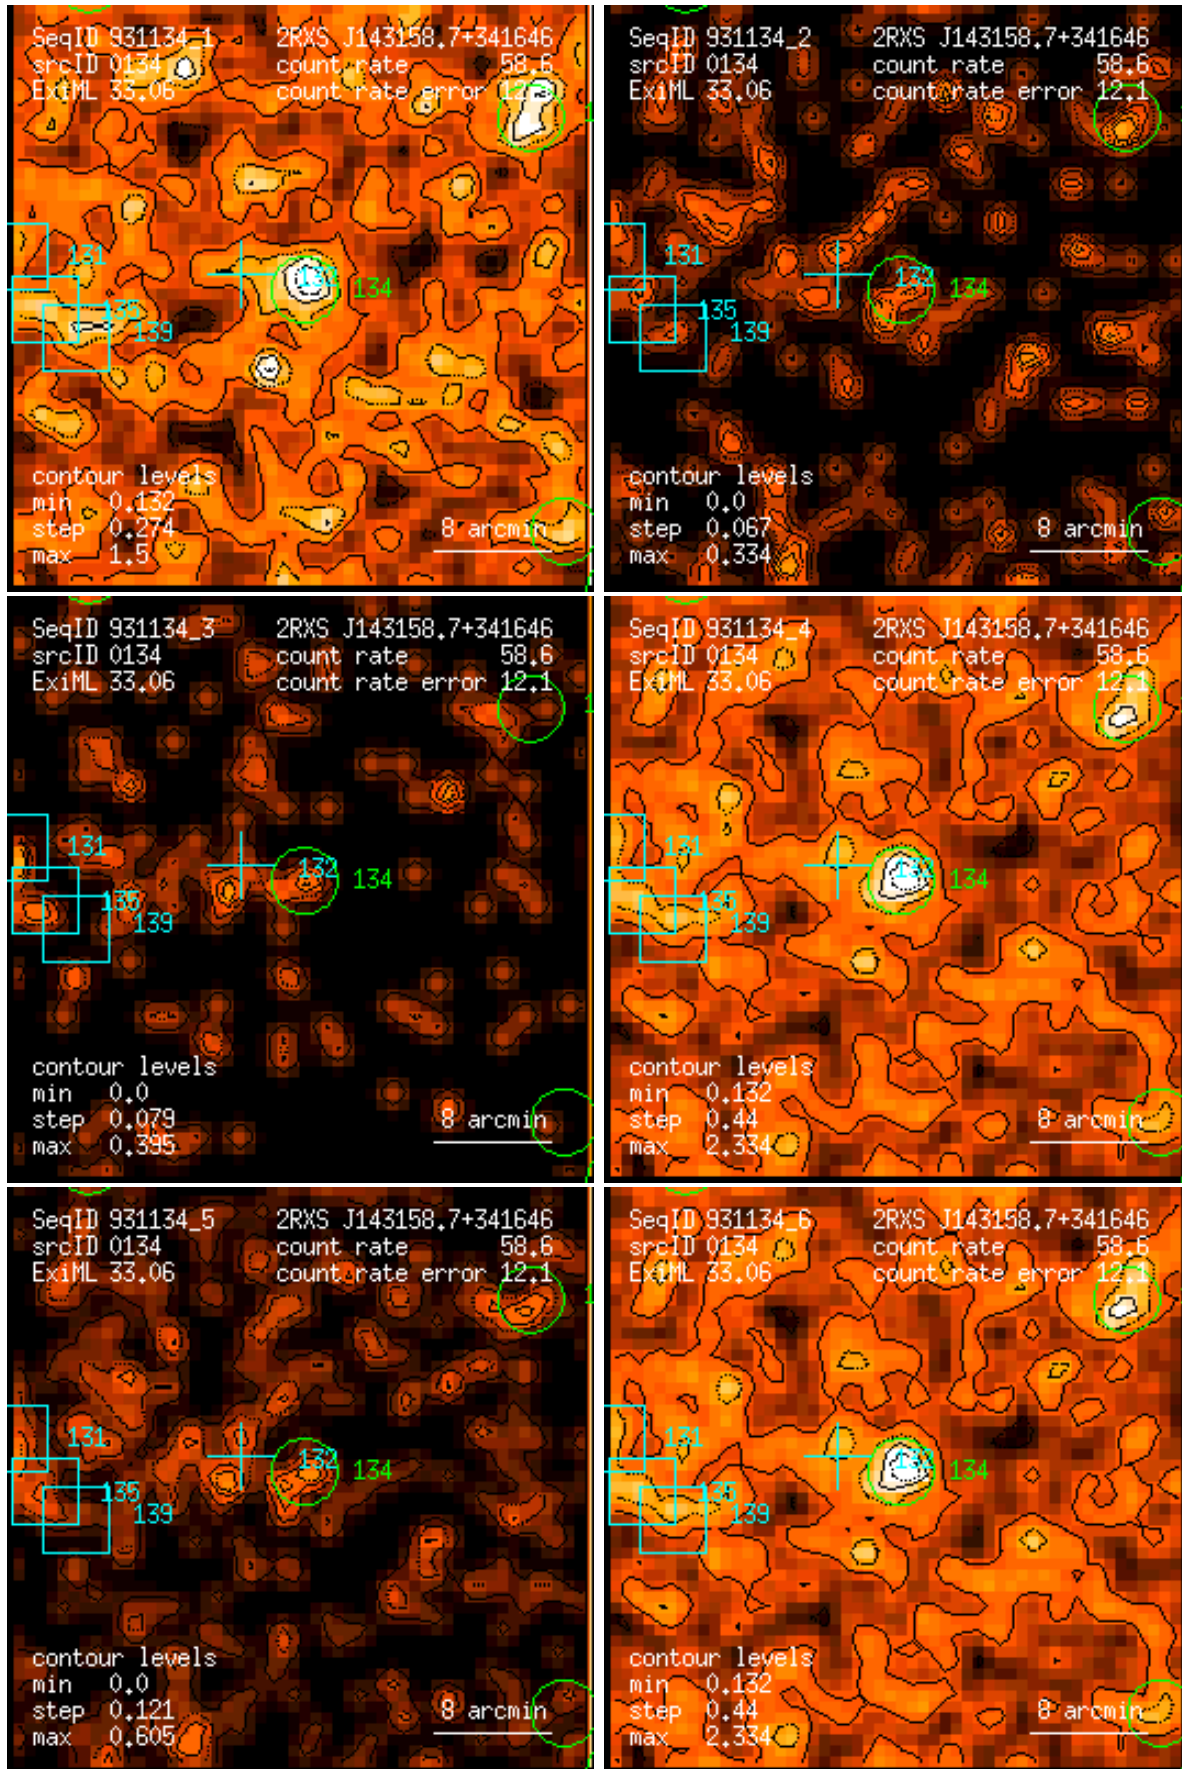 SeqID 931134_1 2RXS J143158.7+341646
srcID 0134 count rate 58.6
ExiML 33.06 count rate error 12.1
1
131
132 134
135
139
contour levels
min 0.132
step 0.274 8 arcmin
max 1.5
SeqID 931134_2 2RXS J143158.7+341646
srcID 0134 count rate 58.6
ExiML 33.06 count rate error 12.1
131
132 134
135
139
contour levels
min 0.0
step 0.067 8 arcmin
max 0.334
SeqID 931134_3 2RXS J143158.7+341646
srcID 0134 count rate 58.6
ExiML 33.06 count rate error 12.1
1
131
132 134
135
139
contour levels
min 0.0
step 0.079 8 arcmin
max 0.395
SeqID 931134_4 2RXS J143158.7+341646
srcID 0134 count rate 58.6
ExiML 33.06 count rate error 12.1
131
132 134
135
139
contour levels
min 0.132
step 0.44 8 arcmin
max 2.334
SeqID 931134_5 2RXS J143158.7+341646
srcID 0134 count rate 58.6
ExiML 33.06 count rate error 12.1
1
131
132 134
135
139
contour levels
min 0.0
step 0.121 8 arcmin
max 0.605
SeqID 931134_6 2RXS J143158.7+341646
srcID 0134 count rate 58.6
ExiML 33.06 count rate error 12.1
131
132 134
135
139
contour levels
min 0.132
step 0.44 8 arcmin
max 2.334